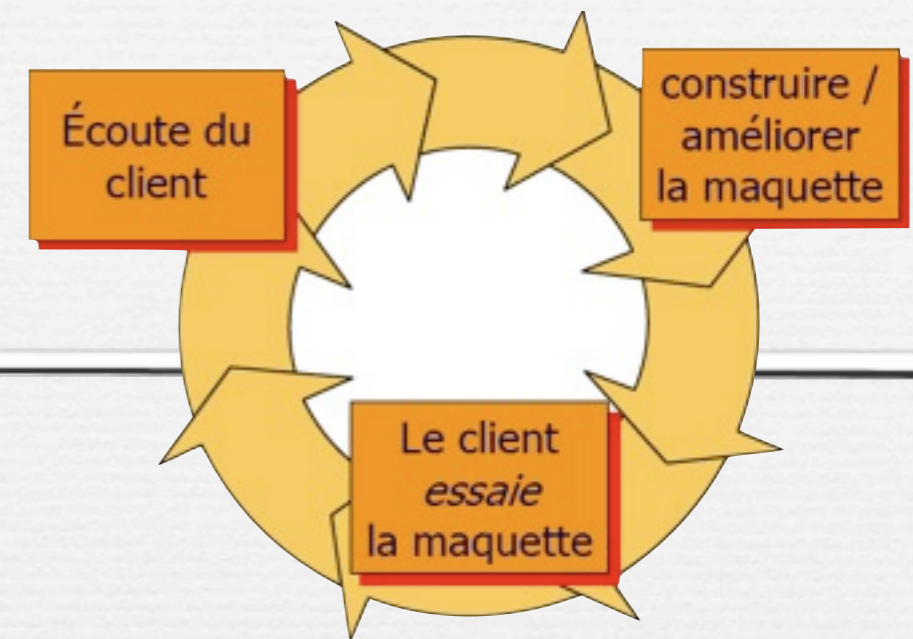 Écoute du
client
construire /
améliorer
la maquette
Le client
essaie
la maquette